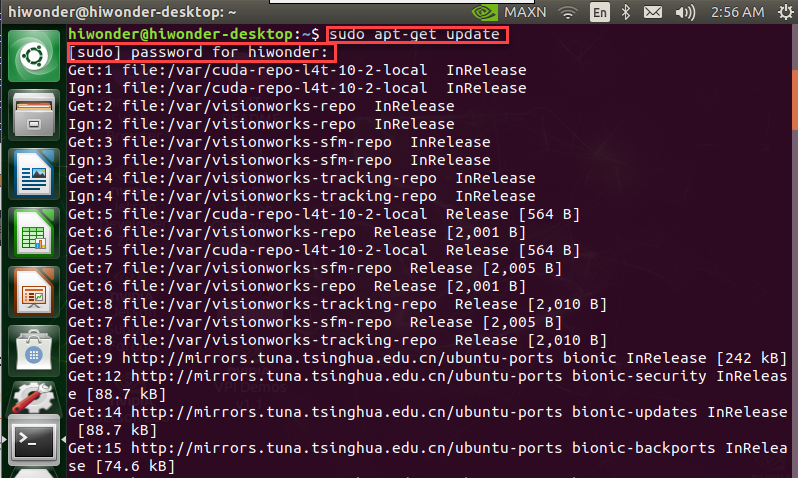 hiwonder@hiwonder-desktop: ~
MAXN
En
2:56 AM
hiwonder@hiwonder-desktop:~$ sudo apt-get update
[sudo] password for hiwonder:
Get:1 file:/var/cuda-repo-l4t-10-2-local  InRelease
Ign:1 file:/var/cuda-repo-l4t-10-2-local  InRelease
Get:2 file:/var/visionworks-repo  InRelease
Ign:2 file:/var/visionworks-repo  InRelease
Get:3 file:/var/visionworks-sfm-repo  InRelease
Ign:3 file:/var/visionworks-sfm-repo  InRelease
Get:4 file:/var/visionworks-tracking-repo  InRelease
Ign:4 file:/var/visionworks-tracking-repo  InRelease
Get:5 file:/var/cuda-repo-l4t-10-2-local  Release [564 B]
Get:6 file:/var/visionworks-repo  Release [2,001 B]
Get:5 file:/var/cuda-repo-l4t-10-2-local  Release [564 B]
Get:7 file:/var/visionworks-sfm-repo  Release [2,005 B]
Get:6 file:/var/visionworks-repo  Release [2,001 B]
Get:8 file:/var/visionworks-tracking-repo  Release [2,010 B]
Get:7 file:/var/visionworks-sfm-repo  Release [2,005 B]
Get:8 file:/var/visionworks-tracking-repo  Release [2,010 B]
Get:9 http://mirrors.tuna.tsinghua.edu.cn/ubuntu-ports bionic InRelease [242 kB]
Get:12 http://mirrors.tuna.tsinghua.edu.cn/ubuntu-ports bionic-security InReleas
e [88.7 kB]
Get:14 http://mirrors.tuna.tsinghua.edu.cn/ubuntu-ports bionic-updates InRelease
 [88.7 kB]
Get:15 http://mirrors.tuna.tsinghua.edu.cn/ubuntu-ports bionic-backports InRelea
se [74.6 kB]